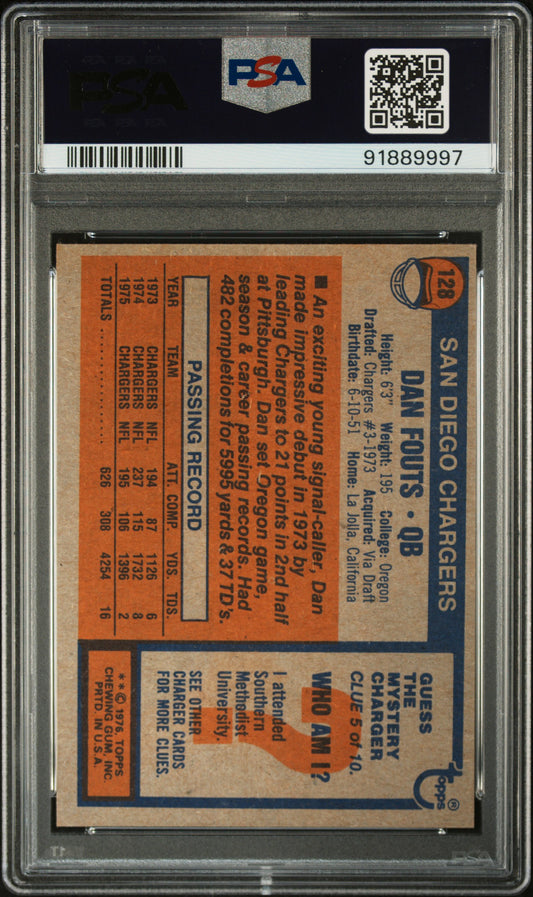 PSA
PSA
91889997
128
SAN DIEGO CHARGERS
DAN FOUTS • QB
Height: 6'3" Weight: 195 College: Oregon
Drafted: Chargers #3-1973 Acquired: Via Draft
Birthdate: 6-10-51 Home: La Jolla, California
■ An exciting young signal-caller, Dan
made impressive debut in 1973 by
leading Chargers to 21 points in 2nd half
at Pittsburgh. Dan set Oregon game,
season & career passing records. Had
482 completions for 5995 yards & 37 TD's.
PASSING RECORD
YEAR TEAM ATT. COMP. YDS. TDS.
1973 CHARGERS NFL 194 87 1126 6
1974 CHARGERS NFL 237 115 1732 8
1975 CHARGERS NFL 195 106 1396 2
TOTALS .................. 626 308 4254 16
TOPPS®
GUESS
THE
MYSTERY
CHARGER
CLUE 5 of 10.
?
WHO AM I?
I attended
Southern
Methodist
University.
SEE OTHER
CHARGER CARDS
FOR MORE CLUES.
**© 1976, TOPPS
CHEWING GUM, INC.
PRTD. IN U.S.A.